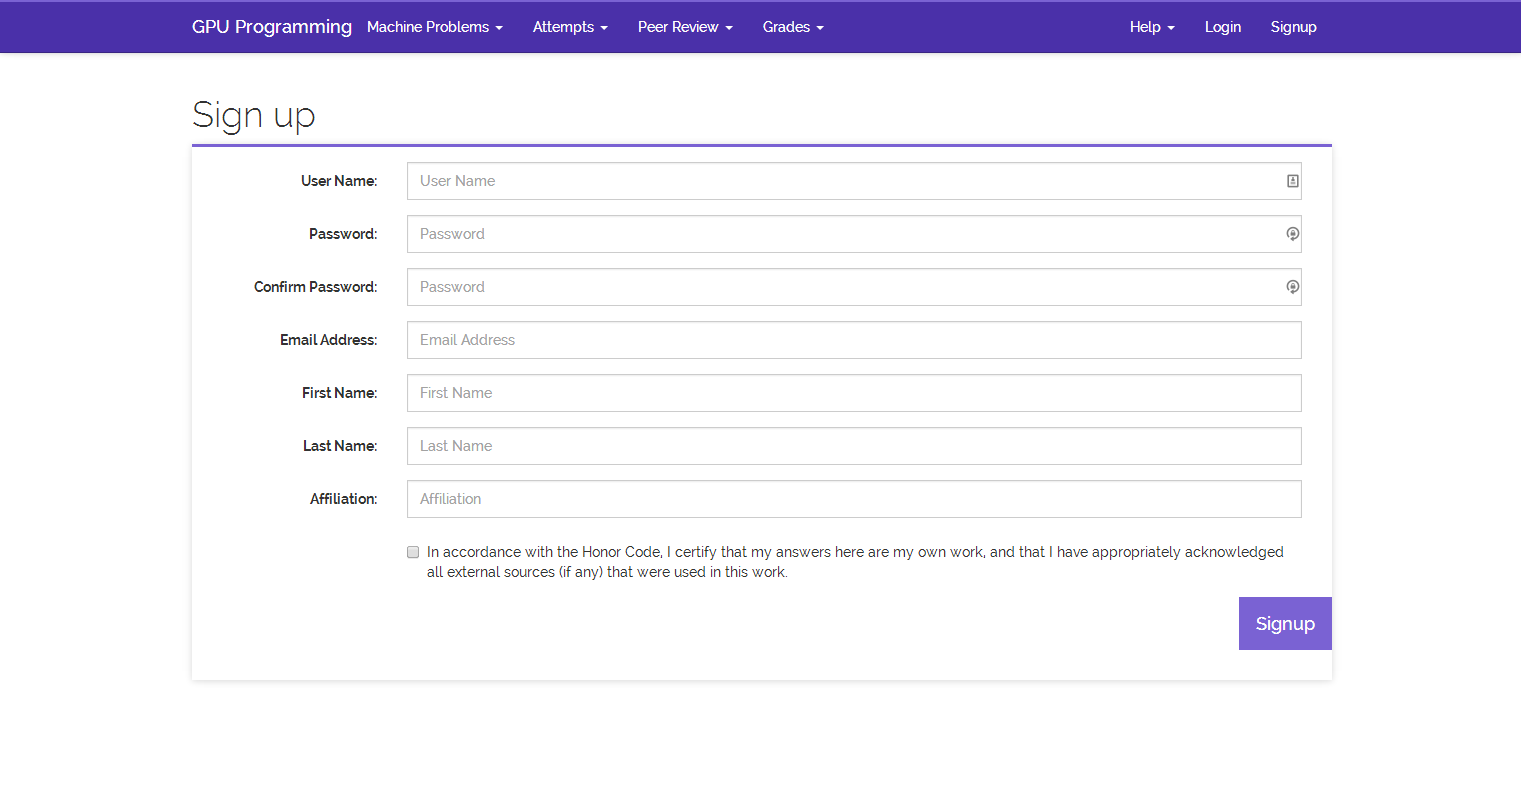 GPU Programming Machine Problems Attempts Peer Review Grades Help Login Signup
Sign up
User Name: User Name
Password: Password
Confirm Password: Password
Email Address: Email Address
First Name: First Name
Last Name: Last Name
Affiliation: Affiliation
In accordance with the Honor Code, I certify that my answers here are my own work, and that I have appropriately acknowledged
all external sources (if any) that were used in this work.
Signup